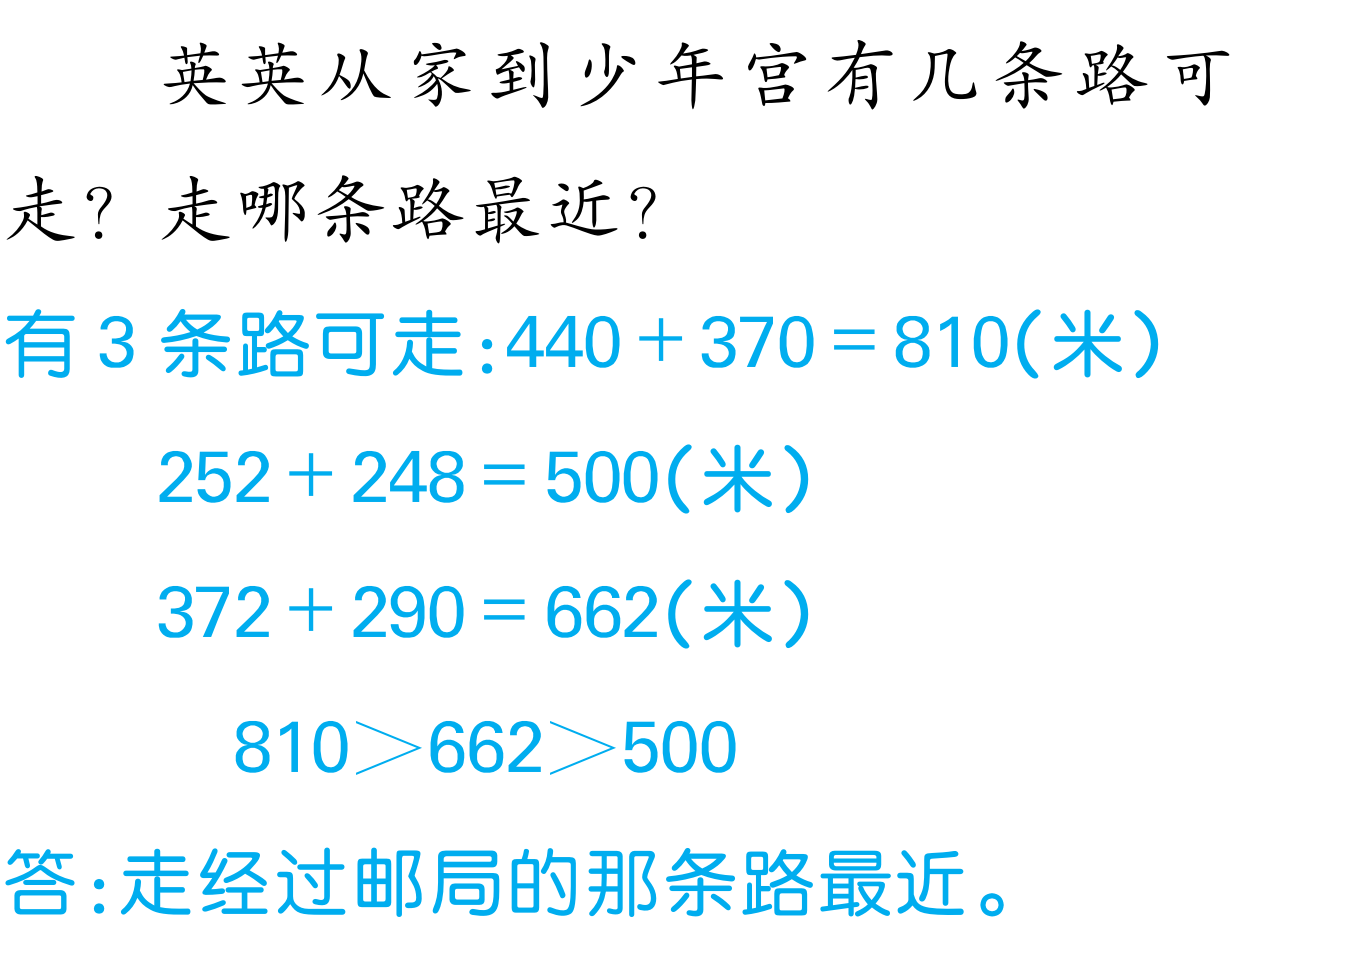 英英从家到少年宫有几条路可
走？走哪条路最近？
有 3 条路可走:440＋370＝810(米)
252＋248＝500(米)
372＋290＝662(米)
810＞662＞500
答:走经过邮局的那条路最近。